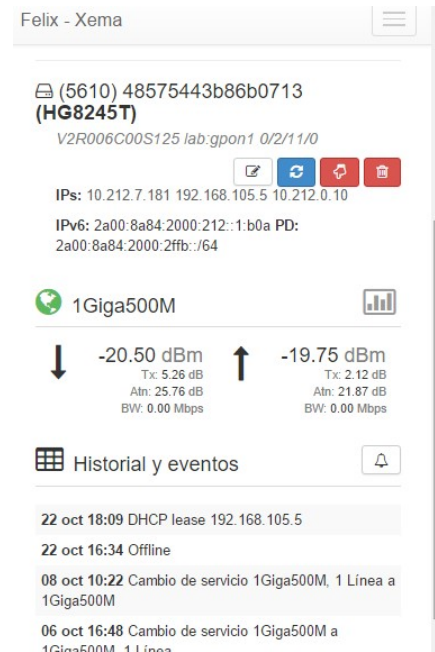 Felix - Xema
(5610) 48575443b86b0713
(HG8245T)
V2R006C00S125 lab:gpon1 0/2/11/0
IPs: 10.212.7.181 192.168.105.5 10.212.0.10
IPv6: 2a00:8a84:2000:212::1:b0a PD:
2a00:8a84:2000:2ffb::/64
1Giga500M
-20.50 dBm
Tx: 5.26 dB
Atn: 25.76 dB
BW: 0.00 Mbps
-19.75 dBm
Tx: 2.12 dB
Atn: 21.87 dB
BW: 0.00 Mbps
Historial y eventos
22 oct 18:09 DHCP lease 192.168.105.5
22 oct 16:34 Offline
08 oct 10:22 Cambio de servicio 1Giga500M, 1 Línea a
1Giga500M
06 oct 16:48 Cambio de servicio 1Giga500M a
1Giga500M, 1 Línea